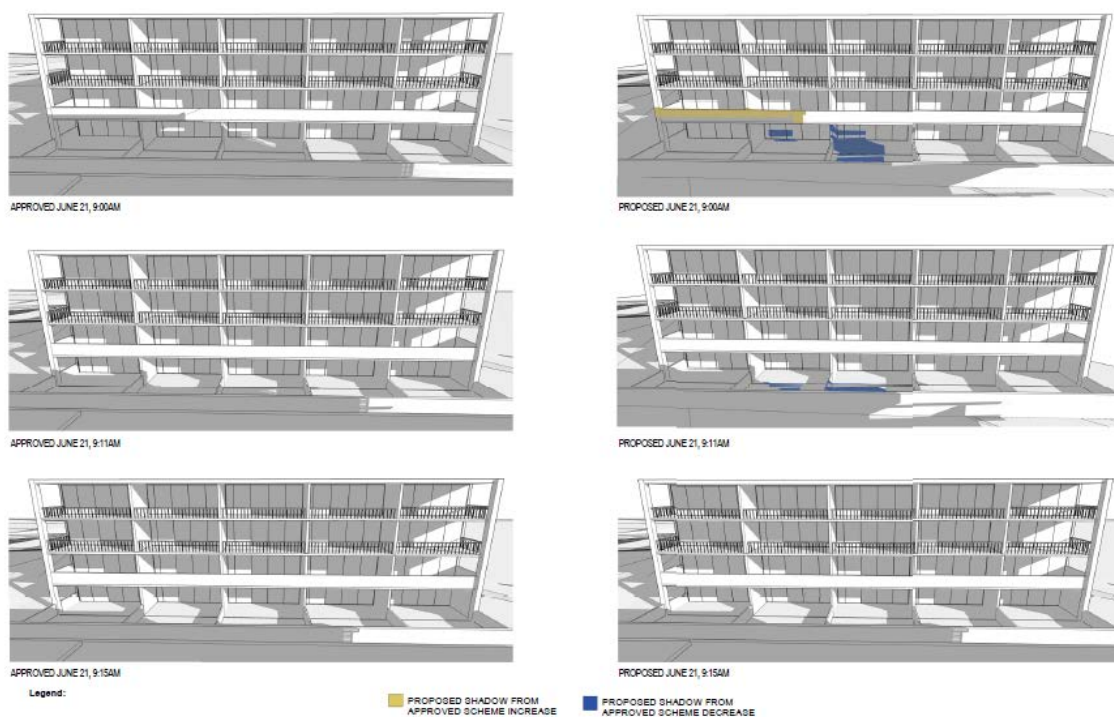 APPROVED JUNE 21, 9:00AM
PROPOSED JUNE 21, 9:00AM
APPROVED JUNE 21, 9:11AM
PROPOSED JUNE 21, 9:11AM
APPROVED JUNE 21, 9:15AM
PROPOSED JUNE 21, 9:15AM
Legend:
PROPOSED SHADOW FROM
APPROVED SCHEME INCREASE
PROPOSED SHADOW FROM
APPROVED SCHEME DECREASE